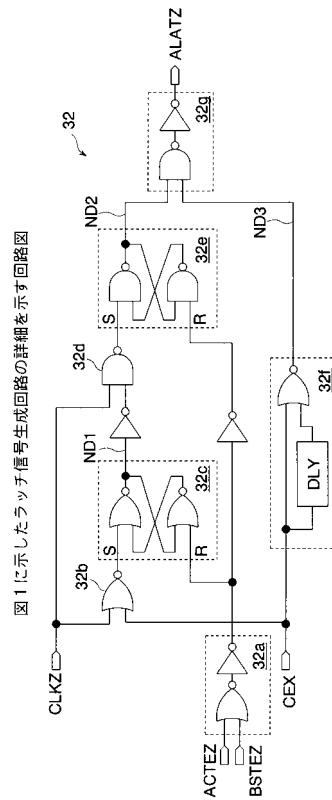 図1に示したラッチ信号生成回路の詳細を示す回路図
32
CLKZ
32b
S
R
32c
ND1
32d
S
R
32e
ND2
32g
ALATZ
ACTEZ
BSTEZ
32a
CEX
DLY
32f
ND3